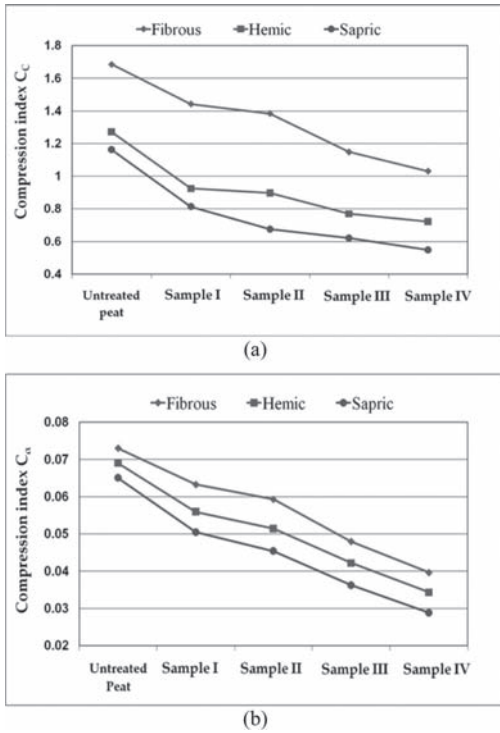 Fibrous Hemic Sapric
Compression index C_C
1.8
1.6
1.4
1.2
1
0.8
0.6
0.4
Untreated peat
Sample I
Sample II
Sample III
Sample IV
(a)
Fibrous Hemic Sapric
Compression index C_α
0.08
0.07
0.06
0.05
0.04
0.03
0.02
Untreated Peat
Sample I
Sample II
Sample III
Sample IV
(b)